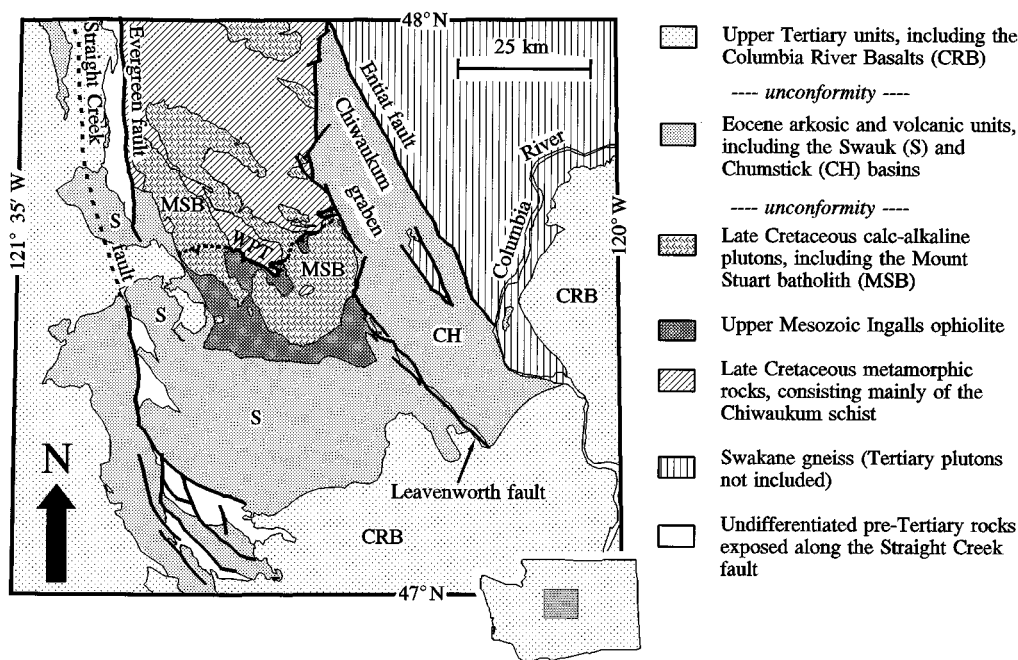 48° N
25 km
Straight Creek
fault
Evergreen fault
Entiat fault
Chiwaukum
graben
River
Columbia
121° 35' W
120° W
MSB
S
WPT
MSB
CRB
S
CH
S
N
Leavenworth fault
CRB
47° N
Upper Tertiary units, including the
Columbia River Basalts (CRB)
---- unconformity ----
Eocene arkosic and volcanic units,
including the Swauk (S) and
Chumstick (CH) basins
---- unconformity ----
Late Cretaceous calc-alkaline
plutons, including the Mount
Stuart batholith (MSB)
Upper Mesozoic Ingalls ophiolite
Late Cretaceous metamorphic
rocks, consisting mainly of the
Chiwaukum schist
Swakane gneiss (Tertiary plutons
not included)
Undifferentiated pre-Tertiary rocks
exposed along the Straight Creek
fault